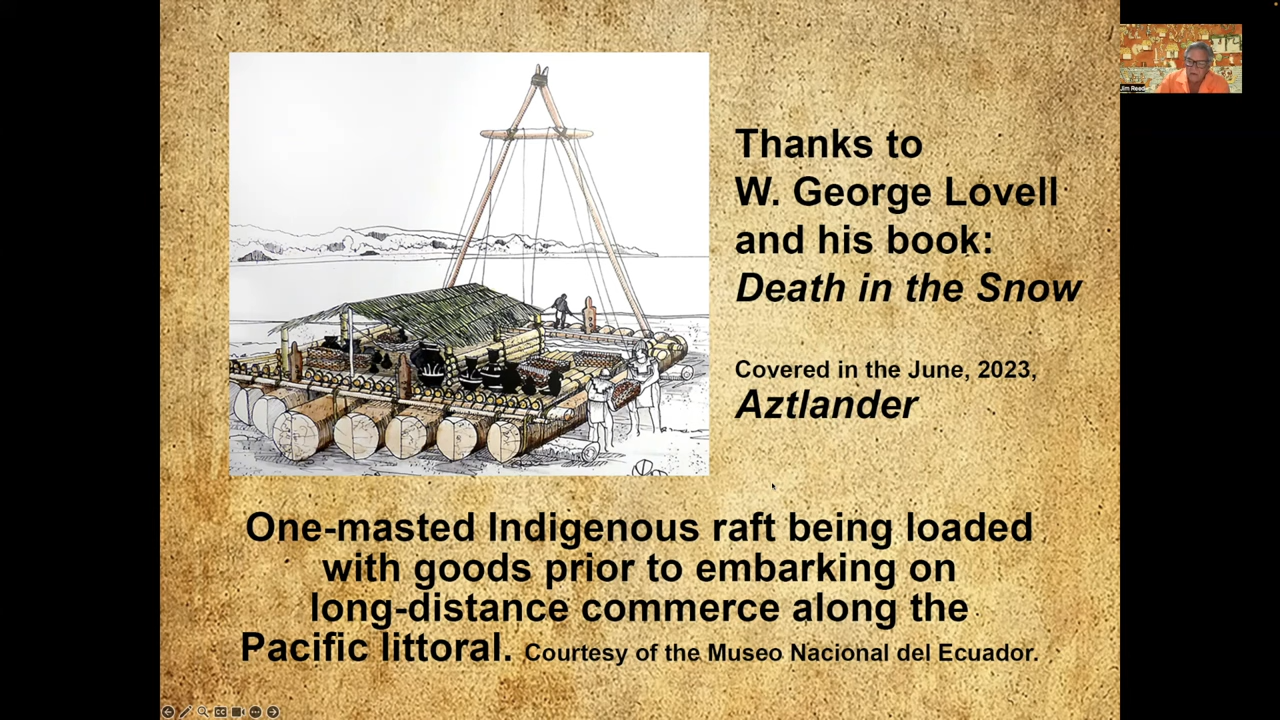 Thanks to
W. George Lovell
and his book:
Death in the Snow
Covered in the June, 2023,
Aztlander
One-masted Indigenous raft being loaded
with goods prior to embarking on
long-distance commerce along the
Pacific littoral. Courtesy of the Museo Nacional del Ecuador.